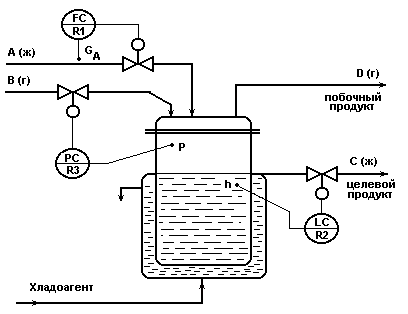 FC
R1
A (ж)
G A
B (г)
D (г)
побочный
продукт
PC
R3
P
C (ж)
h
целевой
продукт
LC
R2
Хладоагент